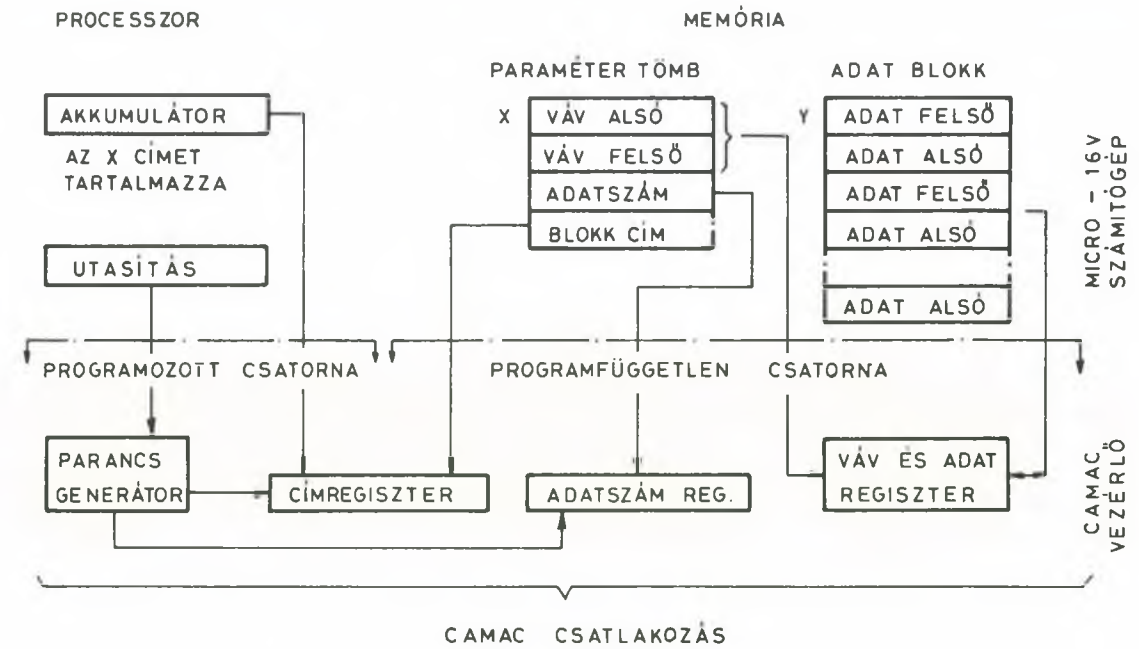 PROCESSZOR
MEMÓRIA
PARAMÉTER TÖMB
ADAT BLOKK
AKKUMULÁTOR
AZ X CÍMET
TARTALMAZZA
UTASÍTÁS
X
VÁV ALSÓ
VÁV FELSŐ
ADATSZÁM
BLOKK CÍM
Y
ADAT FELSŐ
ADAT ALSÓ
ADAT FELSŐ
ADAT ALSÓ
ADAT ALSÓ
MICRO - 16V
SZÁMITÓGÉP
PROGRAMOZOTT CSATORNA
PROGRAMFÜGGETLEN CSATORNA
PARANCS
GENERÁTOR
CÍMREGISZTER
ADATSZÁM REG.
VÁV ÉS ADAT
REGISZTER
CAMAC
VEZÉRLŐ
CAMAC CSATLAKOZÁS